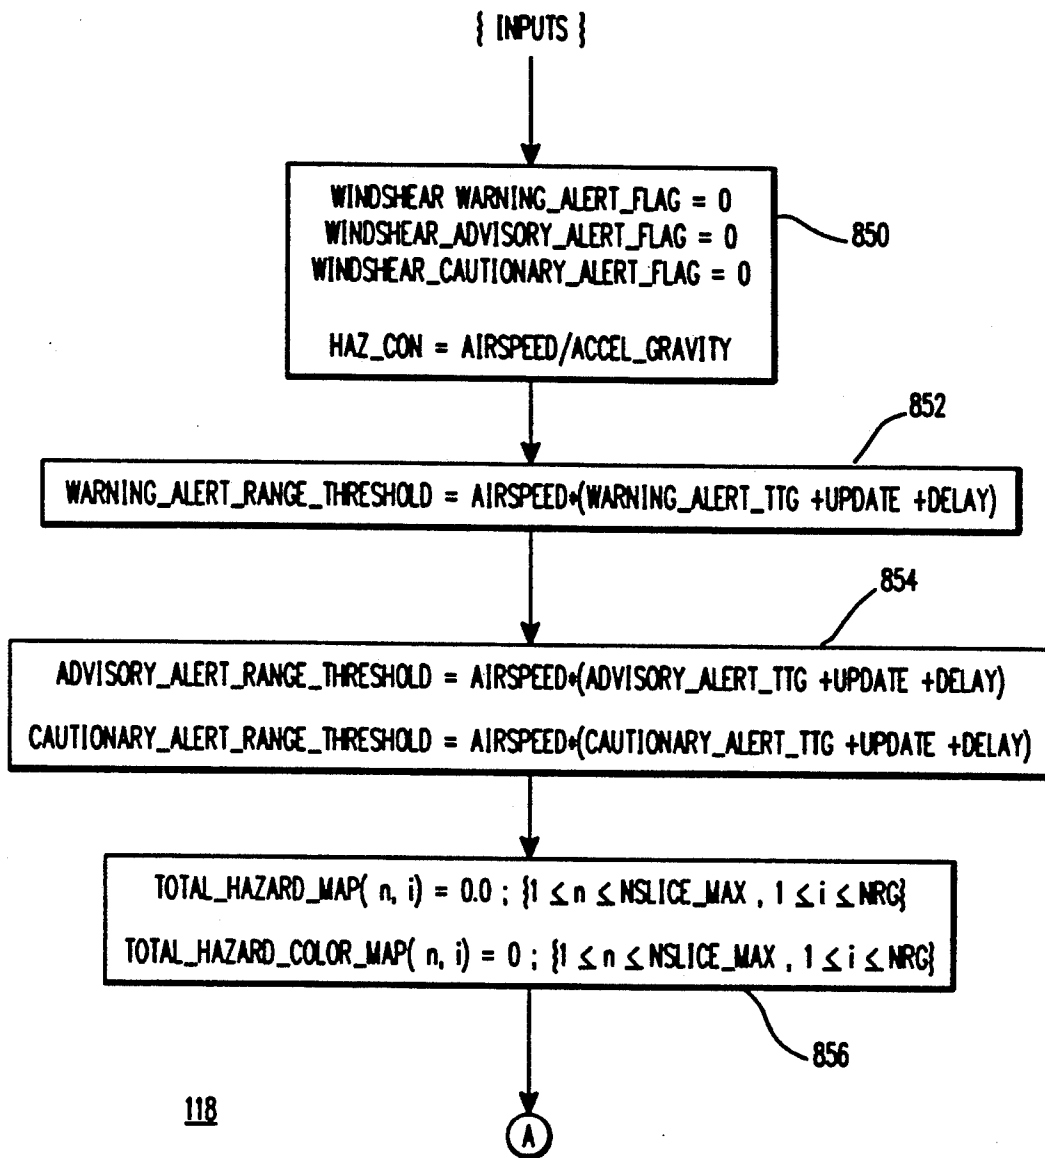 { INPUTS }
WINDSHEAR WARNING_ALERT_FLAG = 0
WINDSHEAR_ADVISORY_ALERT_FLAG = 0
WINDSHEAR_CAUTIONARY_ALERT_FLAG = 0
HAZ_CON = AIRSPEED/ACCEL_GRAVITY
850
852
WARNING_ALERT_RANGE_THRESHOLD = AIRSPEED*(WARNING_ALERT_TTG +UPDATE +DELAY)
854
ADVISORY_ALERT_RANGE_THRESHOLD = AIRSPEED*(ADVISORY_ALERT_TTG +UPDATE +DELAY)
CAUTIONARY_ALERT_RANGE_THRESHOLD = AIRSPEED*(CAUTIONARY_ALERT_TTG +UPDATE +DELAY)
TOTAL_HAZARD_MAP( n, i) = 0.0 ; {1 ≤ n ≤ NSLICE_MAX , 1 ≤ i ≤ NRG}
TOTAL_HAZARD_COLOR_MAP( n, i) = 0 ; {1 ≤ n ≤ NSLICE_MAX , 1 ≤ i ≤ NRG}
856
118
A